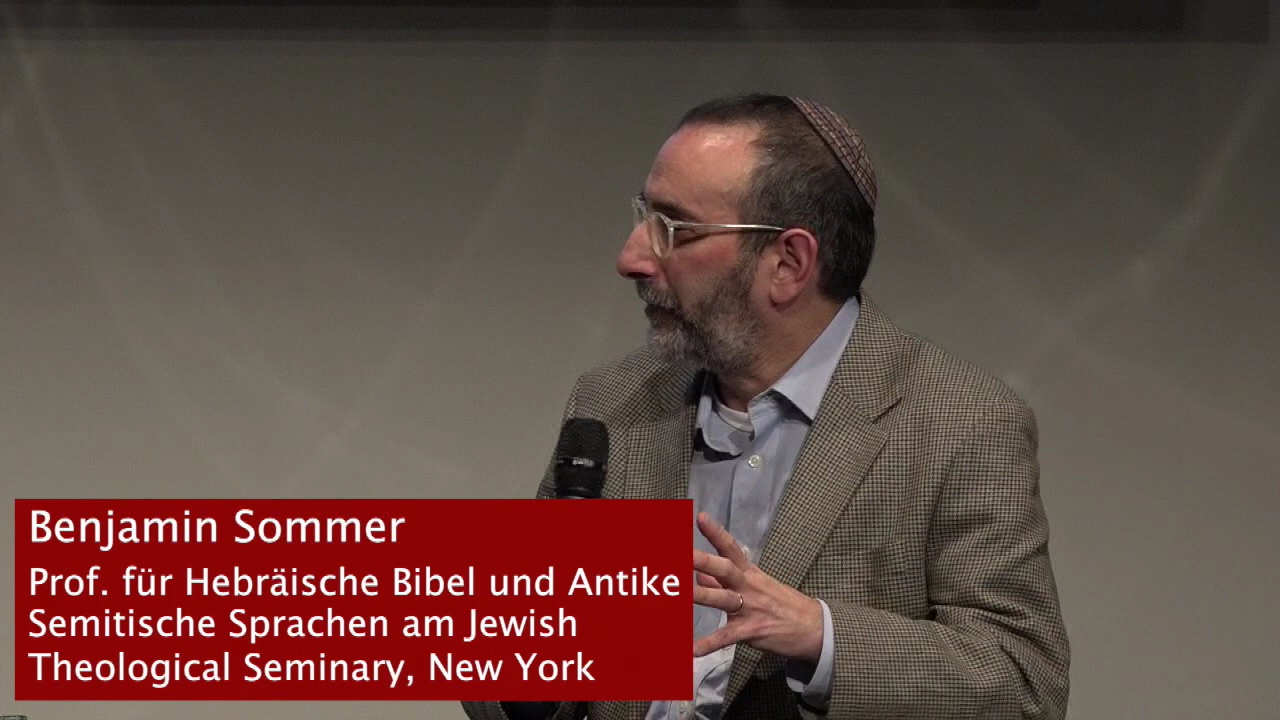 Benjamin Sommer
Prof. für Hebräische Bibel und Antike
Semitische Sprachen am Jewish
Theological Seminary, New York